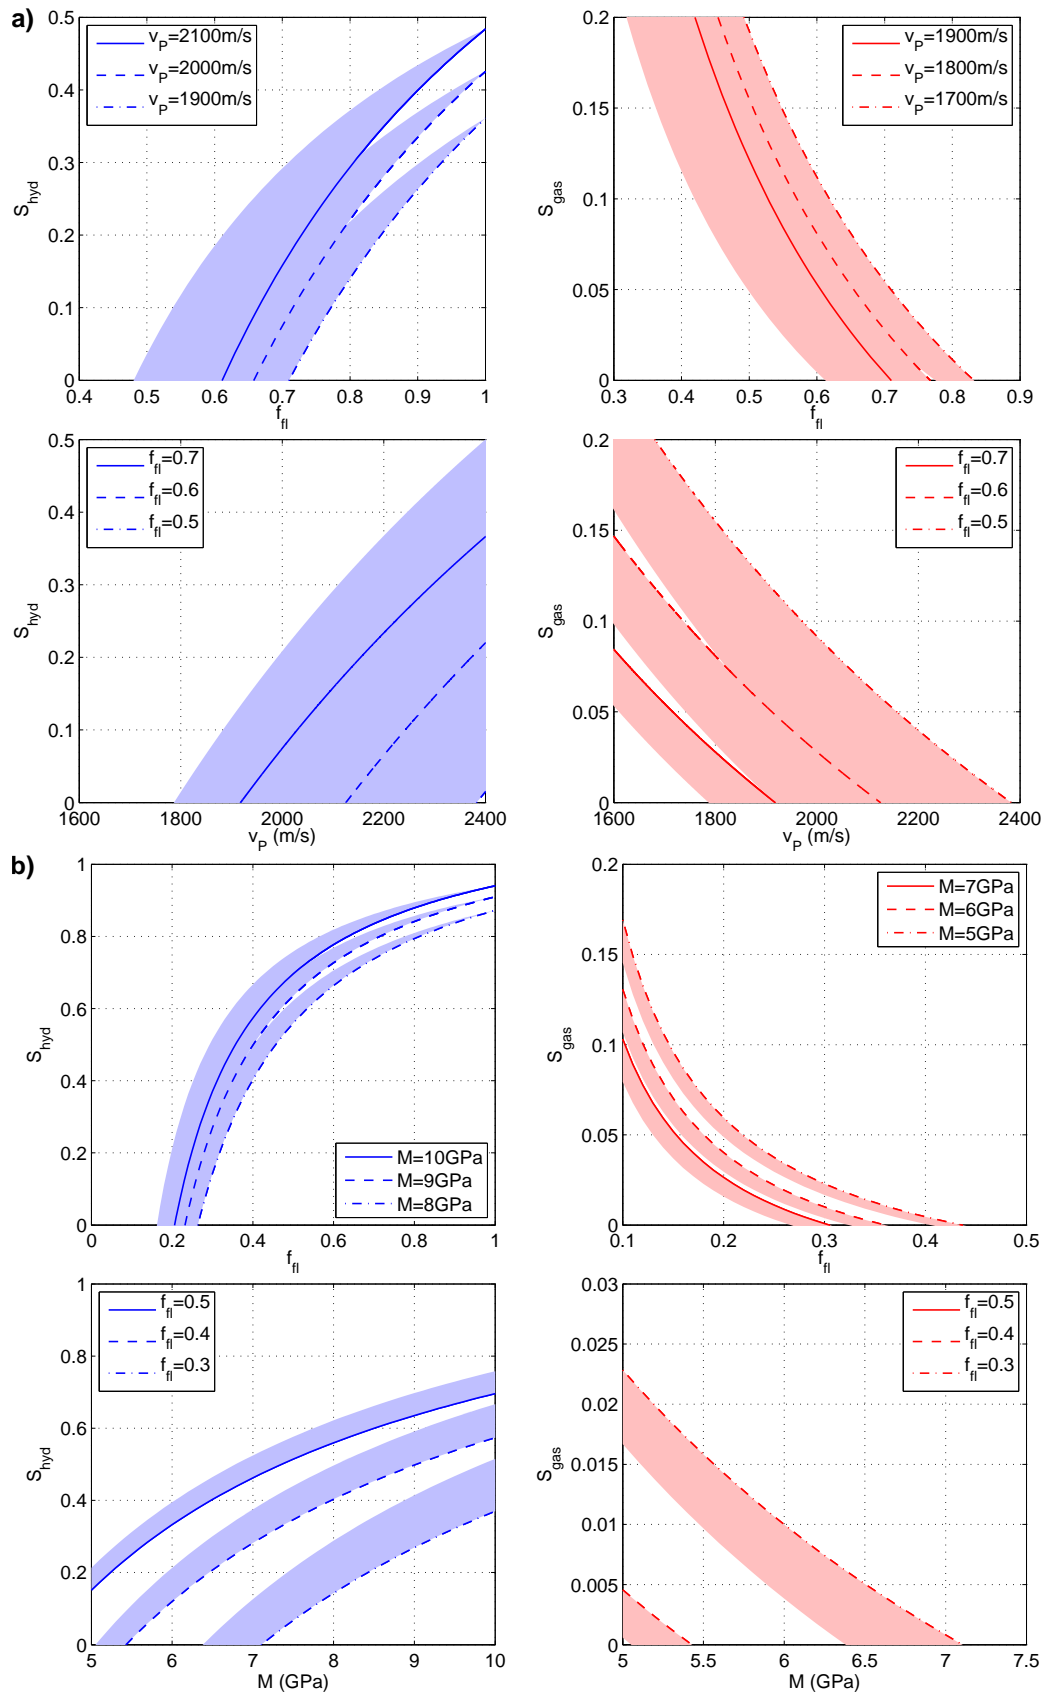 a)
0.5
0.4
0.3
0.2
0.1
0
S_hyd
v_P=2100m/s
v_P=2000m/s
v_P=1900m/s
0.4 0.5 0.6 0.7 0.8 0.9 1
f_fl
0.2
0.15
0.1
0.05
0
S_gas
v_P=1900m/s
v_P=1800m/s
v_P=1700m/s
0.3 0.4 0.5 0.6 0.7 0.8 0.9
f_fl
0.5
0.4
0.3
0.2
0.1
0
S_hyd
f_fl=0.7
f_fl=0.6
f_fl=0.5
1600 1800 2000 2200 2400
v_P (m/s)
0.2
0.15
0.1
0.05
0
S_gas
f_fl=0.7
f_fl=0.6
f_fl=0.5
1600 1800 2000 2200 2400
v_P (m/s)
b)
1
0.8
0.6
0.4
0.2
0
S_hyd
M=10GPa
M=9GPa
M=8GPa
0 0.2 0.4 0.6 0.8 1
f_fl
0.2
0.15
0.1
0.05
0
S_gas
M=7GPa
M=6GPa
M=5GPa
0.1 0.2 0.3 0.4 0.5
f_fl
1
0.8
0.6
0.4
0.2
0
S_hyd
f_fl=0.5
f_fl=0.4
f_fl=0.3
5 6 7 8 9 10
M (GPa)
0.03
0.025
0.02
0.015
0.01
0.005
0
S_gas
f_fl=0.5
f_fl=0.4
f_fl=0.3
5 5.5 6 6.5 7 7.5
M (GPa)